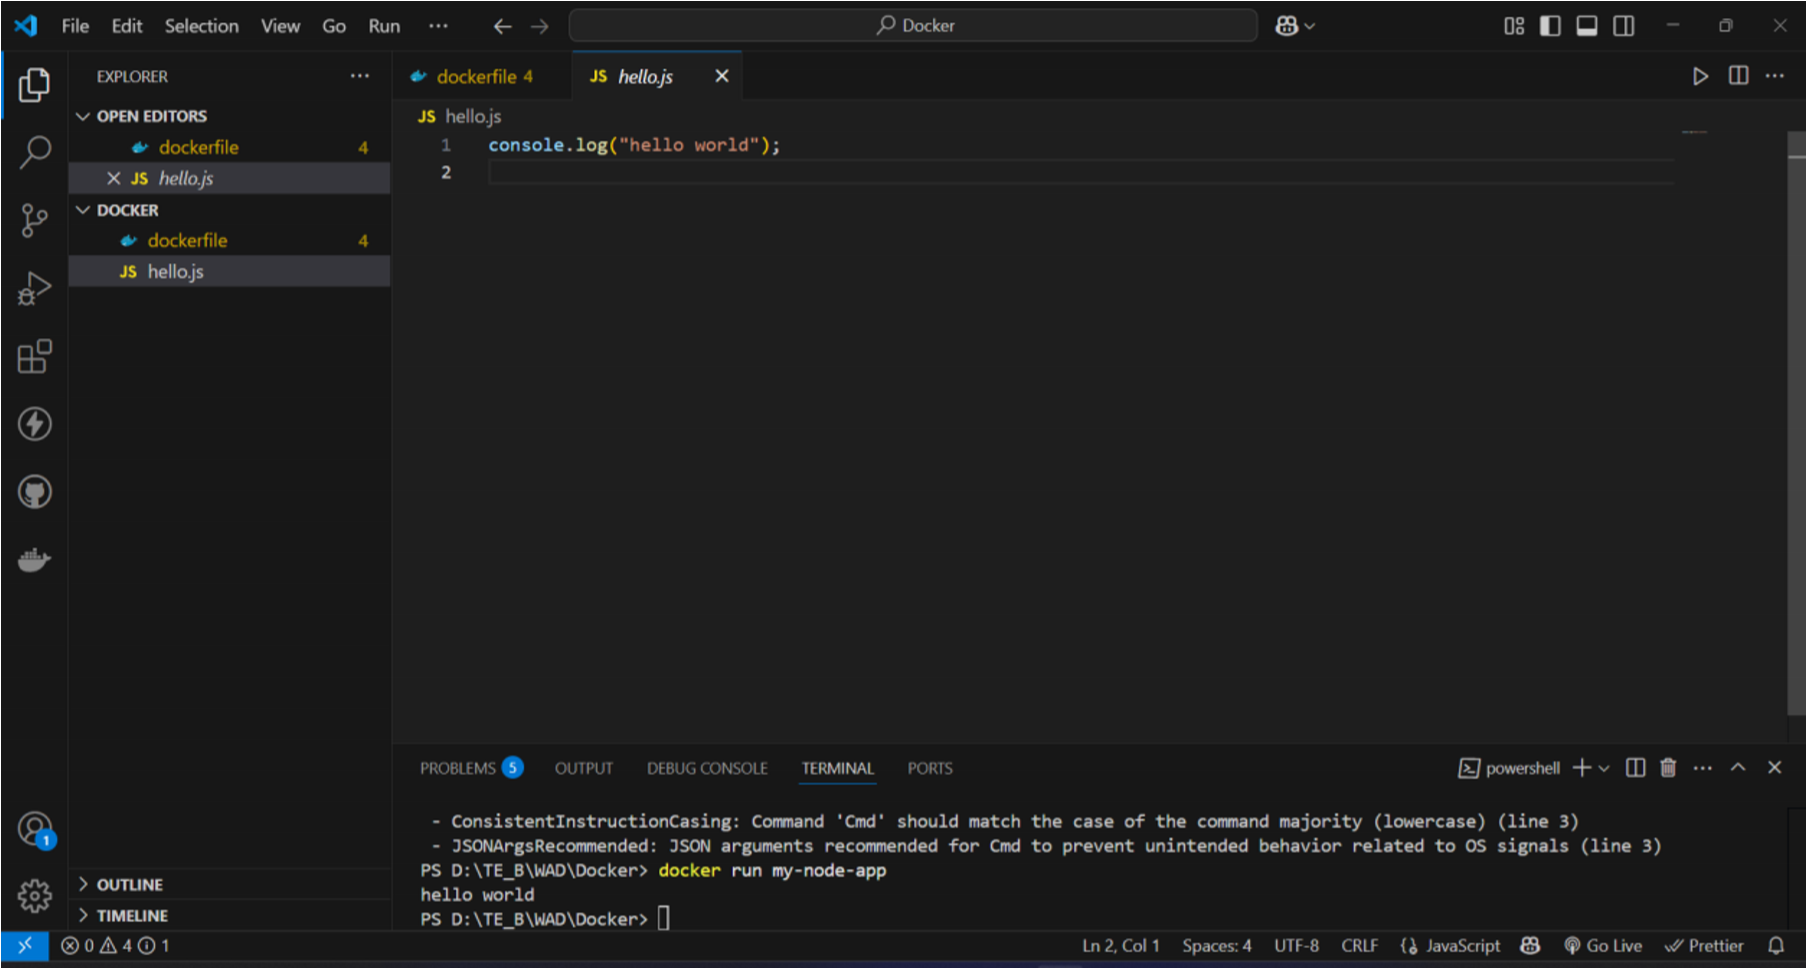 File Edit Selection View Go Run ··· Docker
EXPLORER ···
OPEN EDITORS
dockerfile 4
JS hello.js
DOCKER
dockerfile 4
JS hello.js
dockerfile 4 JS hello.js
JS hello.js
1 console.log("hello world");
2
PROBLEMS 5 OUTPUT DEBUG CONSOLE TERMINAL PORTS powershell
- ConsistentInstructionCasing: Command 'Cmd' should match the case of the command majority (lowercase) (line 3)
- JSONArgsRecommended: JSON arguments recommended for Cmd to prevent unintended behavior related to OS signals (line 3)
PS D:\TE_B\WAD\Docker> docker run my-node-app
hello world
PS D:\TE_B\WAD\Docker>
1
OUTLINE
TIMELINE
0 4 1 Ln 2, Col 1 Spaces: 4 UTF-8 CRLF JavaScript Go Live Prettier